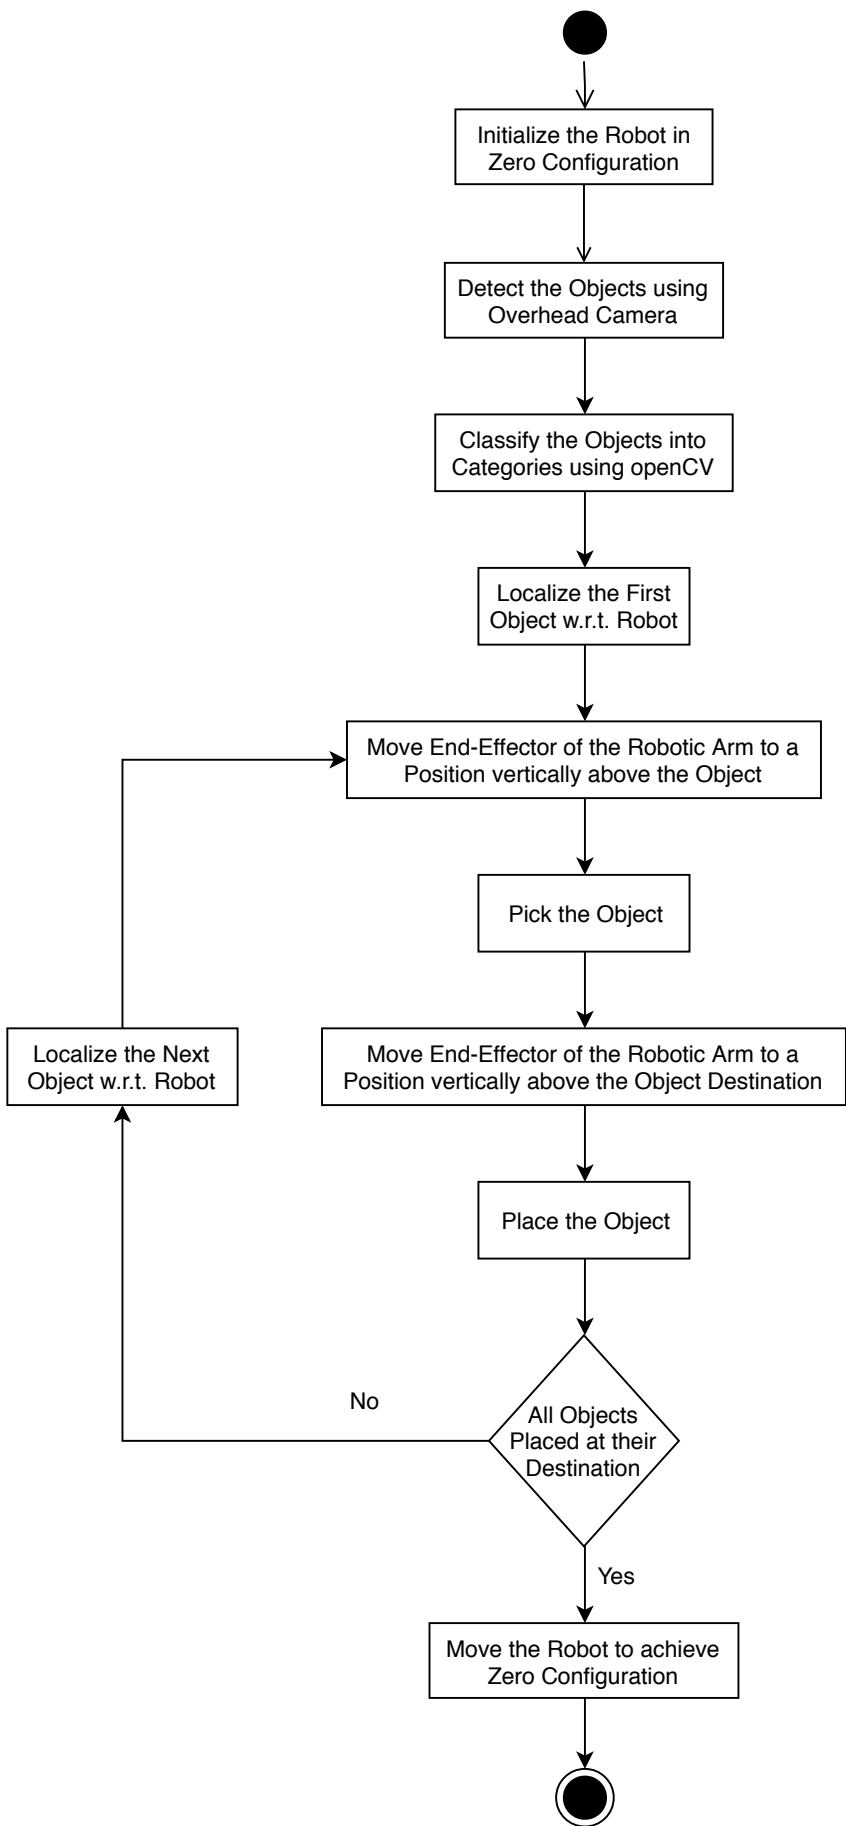 Initialize the Robot in
Zero Configuration
Detect the Objects using
Overhead Camera
Classify the Objects into
Categories using openCV
Localize the First
Object w.r.t. Robot
Move End-Effector of the Robotic Arm to a
Position vertically above the Object
Pick the Object
Localize the Next
Object w.r.t. Robot
Move End-Effector of the Robotic Arm to a
Position vertically above the Object Destination
Place the Object
No
All Objects
Placed at their
Destination
Yes
Move the Robot to achieve
Zero Configuration